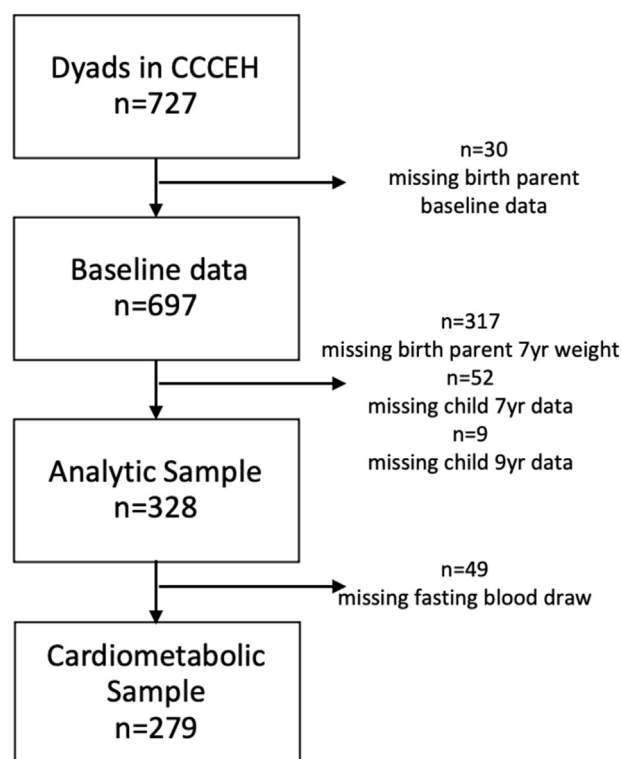 Dyads in CCCEH
n=727
n=30
missing birth parent
baseline data
Baseline data
n=697
n=317
missing birth parent 7yr weight
n=52
missing child 7yr data
n=9
missing child 9yr data
Analytic Sample
n=328
n=49
missing fasting blood draw
Cardiometabolic
Sample
n=279